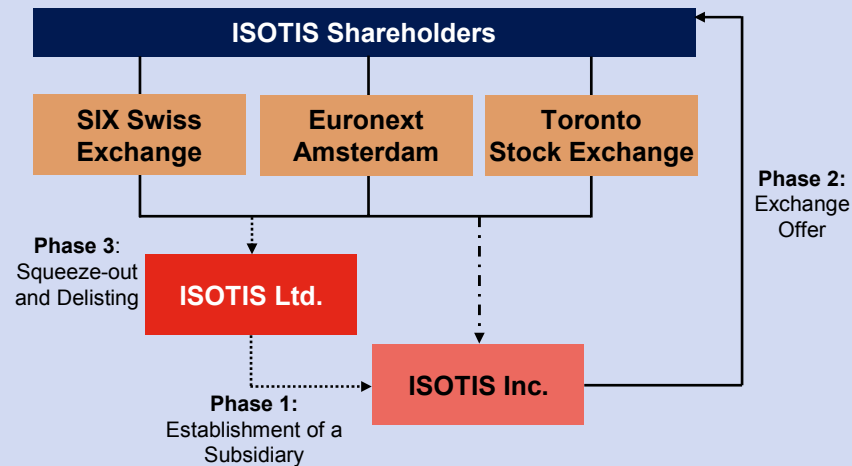 ISOTIS Shareholders
SIX Swiss
Exchange
Euronext
Amsterdam
Toronto
Stock Exchange
Phase 2:
Exchange
Offer
Phase 3:
Squeeze-out
and Delisting
ISOTIS Ltd.
ISOTIS Inc.
Phase 1:
Establishment of a
Subsidiary